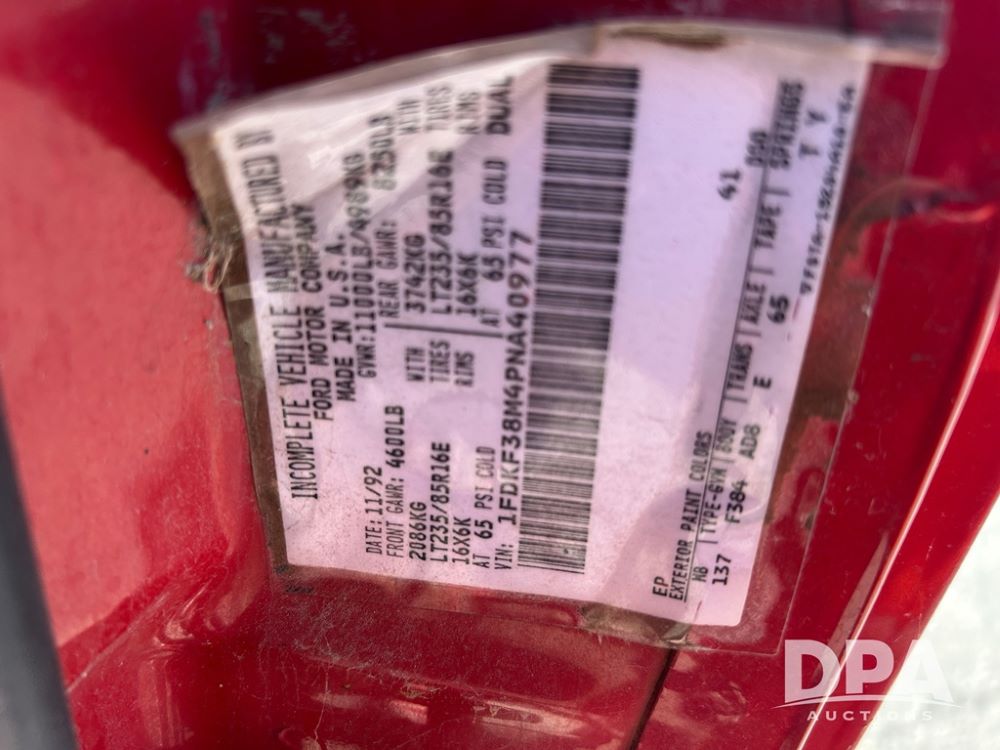 INCOMPLETE VEHICLE MANUFACTURED BY
FORD MOTOR COMPANY
MADE IN U.S.A.
DATE: 11/92 GVWR: 11000LB/4989KG
FRONT GAWR: 4600LB REAR GAWR: 8250LB
2086KG WITH 3742KG WITH
LT235/85R16E TIRES LT235/85R16E TIRES
16X6K RIMS 16X6K RIMS
AT 65 PSI COLD AT 65 PSI COLD DUAL
VIN: 1FDKF38M4PNA40977
EP 41 DSO
EXTERIOR PAINT COLORS
WB | TYPE-GVW | BODY | TRANS | AXLE | TAPE | SPRINGS
137 F384 AD8 E 65 T Y
DPA
AUCTIONS